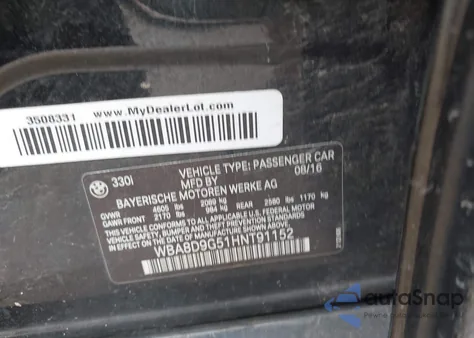 3508331 www.MyDealerLot.com
330i VEHICLE TYPE: PASSENGER CAR
MFD BY 08/16
BAYERISCHE MOTOREN WERKE AG
GVWR 4605 lbs 2089 kg
GAWR FRONT 2170 lbs 984 kg REAR 2580 lbs 1170 kg
THIS VEHICLE CONFORMS TO ALL APPLICABLE U.S. FEDERAL MOTOR
VEHICLE SAFETY, BUMPER, AND THEFT PREVENTION STANDARDS
IN EFFECT ON THE DATE OF MANUFACTURE SHOWN ABOVE.
WBA8D9G51HNT91152
autoSnap